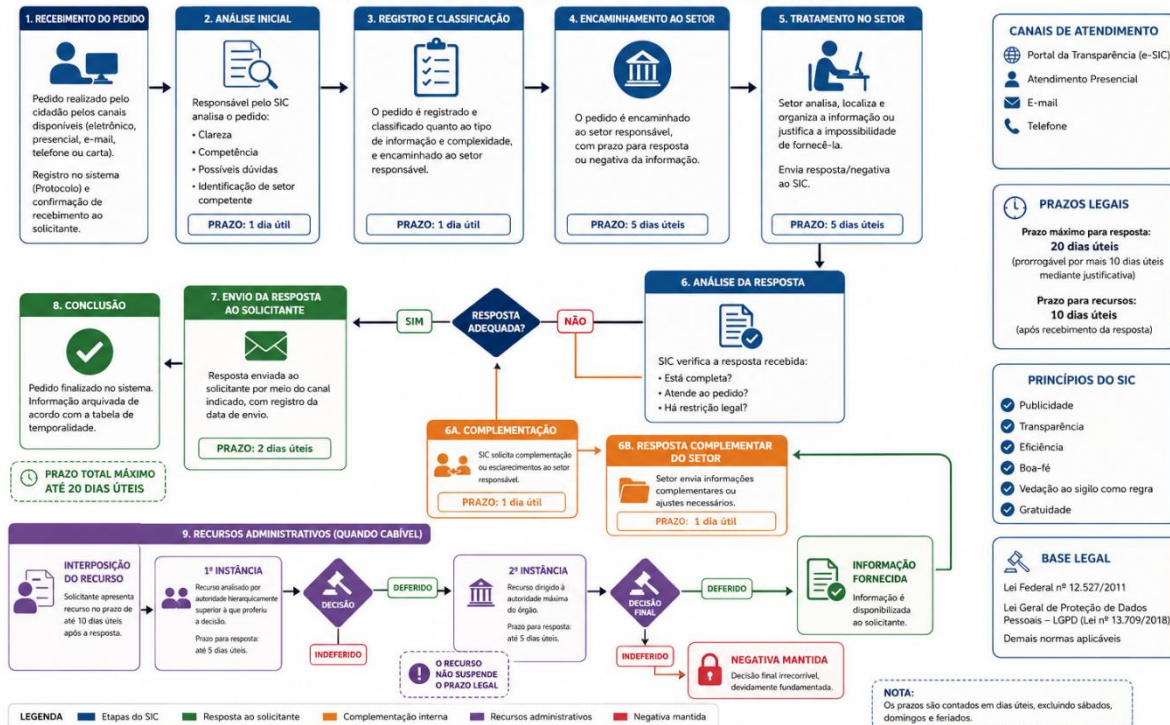 1. RECEBIMENTO DO PEDIDO
Pedido realizado pelo
cidadão pelos canais
disponíveis (eletrônico,
presencial, e-mail,
telefone ou carta).
Registro no sistema
(Protocolo) e
confirmação de
recebimento ao
solicitante.
2. ANÁLISE INICIAL
Responsável pelo SIC
analisa o pedido:
• Clareza
• Competência
• Possíveis dúvidas
• Identificação de setor
competente
PRAZO: 1 dia útil
3. REGISTRO E CLASSIFICAÇÃO
O pedido é registrado e
classificado quanto ao tipo
de informação e complexidade,
e encaminhado ao setor
responsável.
PRAZO: 1 dia útil
4. ENCAMINHAMENTO AO SETOR
O pedido é encaminhado
ao setor responsável,
com prazo para resposta
ou negativa da informação.
PRAZO: 5 dias úteis
5. TRATAMENTO NO SETOR
Setor analisa, localiza e
organiza a informação ou
justifica a impossibilidade
de fornecê-la.
Envia resposta/negativa
ao SIC.
PRAZO: 5 dias úteis
6. ANÁLISE DA RESPOSTA
SIC verifica a resposta recebida:
• Está completa?
• Atende ao pedido?
• Há restrição legal?
RESPOSTA
ADEQUADA?
NÃO
SIM
7. ENVIO DA RESPOSTA
AO SOLICITANTE
Resposta enviada ao
solicitante por meio do canal
indicado, com registro da
data de envio.
PRAZO: 2 dias úteis
8. CONCLUSÃO
Pedido finalizado no sistema.
Informação arquivada de
acordo com a tabela de
temporalidade.
PRAZO TOTAL MÁXIMO
ATÉ 20 DIAS ÚTEIS
6A. COMPLEMENTAÇÃO
SIC solicita complementação
ou esclarecimentos ao setor
responsável.
PRAZO: 1 dia útil
6B. RESPOSTA COMPLEMENTAR
DO SETOR
Setor envia informações
complementares ou
ajustes necessários.
PRAZO: 1 dia útil
9. RECURSOS ADMINISTRATIVOS (QUANDO CABÍVEL)
INTERPOSIÇÃO
DO RECURSO
Solicitante apresenta
recurso no prazo de
até 10 dias úteis
após a resposta.
1ª INSTÂNCIA
Recurso analisado por
autoridade hierarquicamente
superior à que proferiu
a decisão.
Prazo para resposta:
até 5 dias úteis.
DECISÃO
DEFERIDO
INDEFERIDO
2ª INSTÂNCIA
Recurso dirigido à
autoridade máxima
do órgão.
Prazo para resposta:
até 5 dias úteis.
O RECURSO
NÃO SUSPENDE
O PRAZO LEGAL
DECISÃO
FINAL
DEFERIDO
INDEFERIDO
INFORMAÇÃO
FORNECIDA
Informação é
disponibilizada
ao solicitante.
NEGATIVA MANTIDA
Decisão final irrecorrível,
devidamente fundamentada.
CANAIS DE ATENDIMENTO
Portal da Transparência (e-SIC)
Atendimento Presencial
E-mail
Telefone
PRAZOS LEGAIS
Prazo máximo para resposta:
20 dias úteis
(prorrogável por mais 10 dias úteis
mediante justificativa)
Prazo para recursos:
10 dias úteis
(após recebimento da resposta)
PRINCÍPIOS DO SIC
Publicidade
Transparência
Eficiência
Boa-fé
Vedação ao sigilo como regra
Gratuidade
BASE LEGAL
Lei Federal nº 12.527/2011
Lei Geral de Proteção de Dados
Pessoais – LGPD (Lei nº 13.709/2018)
Demais normas aplicáveis
NOTA:
Os prazos são contados em dias úteis, excluindo sábados,
domingos e feriados.
LEGENDA
Etapas do SIC
Resposta ao solicitante
Complementação interna
Recursos administrativos
Negativa mantida